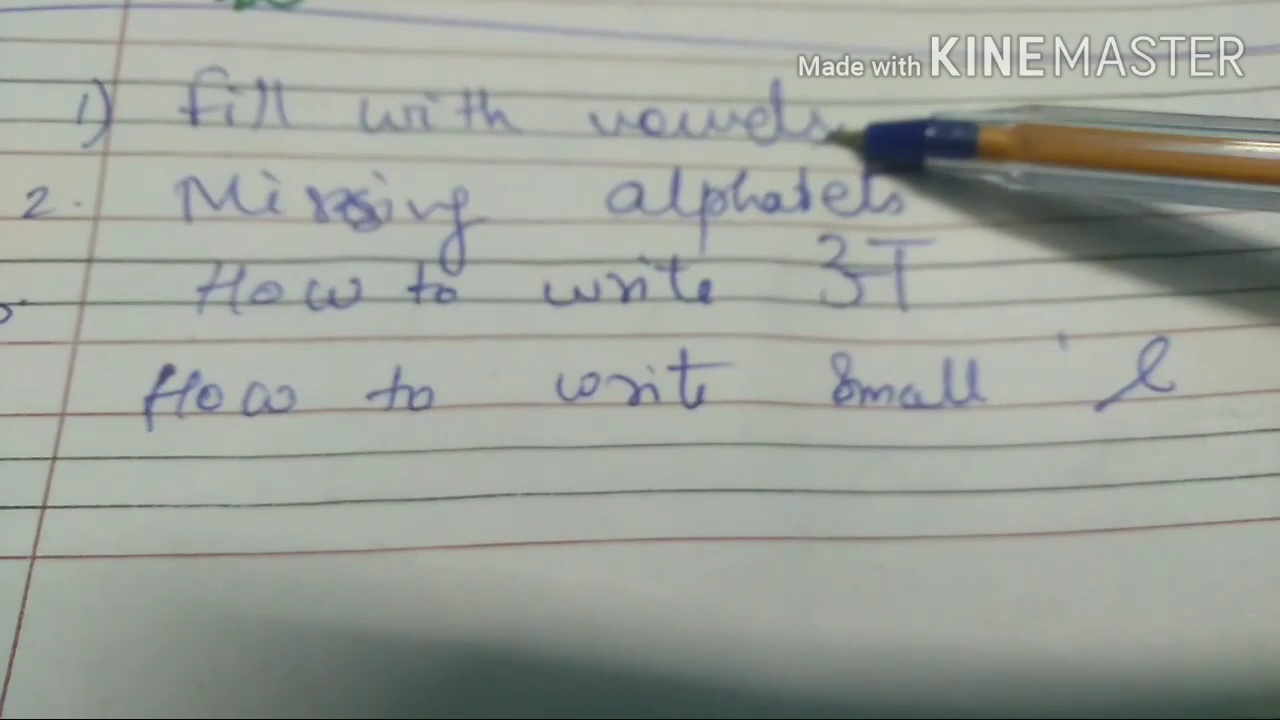 Made with KINEMASTER
1) fill with vowels
2. Missing alphabets
How to write अ
How to write small l